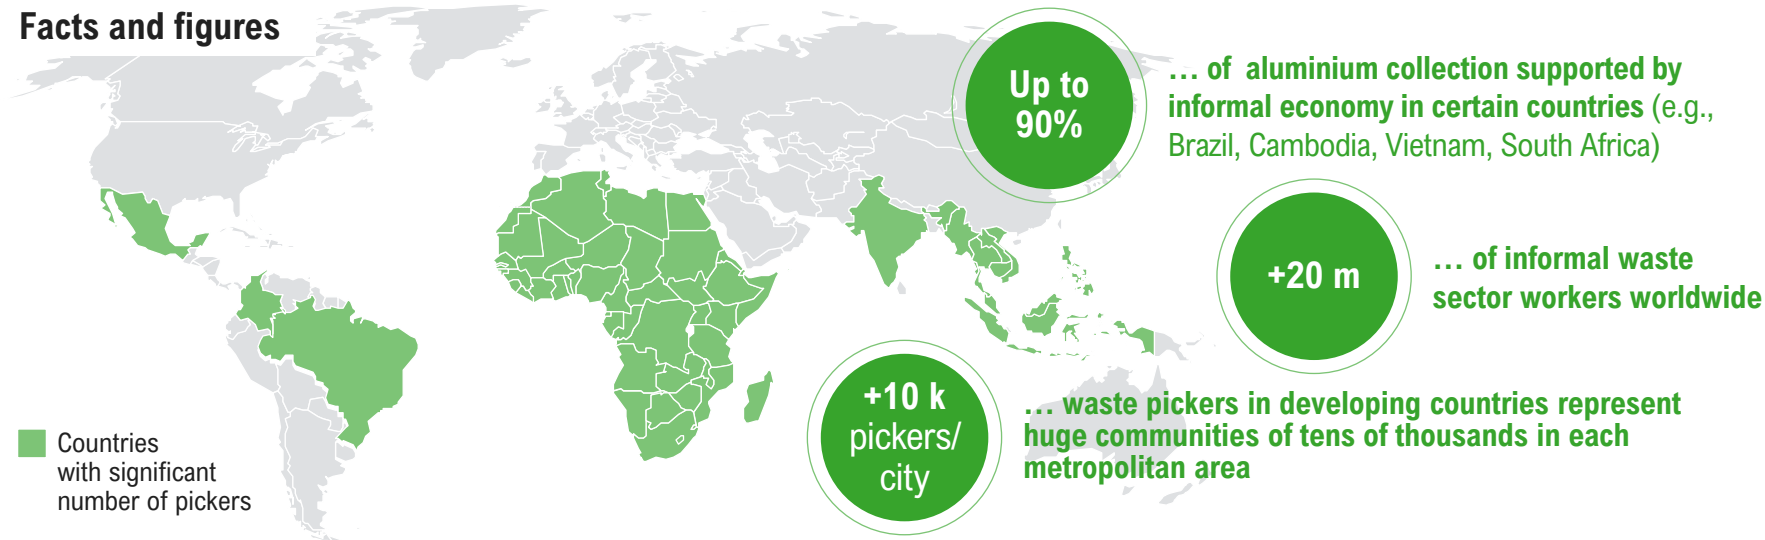 Facts and figures
Up to
90%
… of aluminium collection supported by
informal economy in certain countries (e.g.,
Brazil, Cambodia, Vietnam, South Africa)
+20 m
… of informal waste
sector workers worldwide
+10 k
pickers/
city
… waste pickers in developing countries represent
huge communities of tens of thousands in each
metropolitan area
Countries
with significant
number of pickers